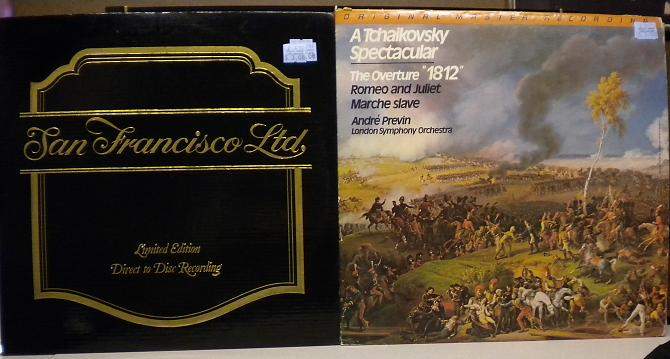 San Francisco Ltd.
Limited Edition
Direct to Disc Recording
ORIGINAL MASTER RECORDING
A Tchaikovsky
Spectacular
The Overture "1812"
Romeo and Juliet
Marche slave
André Previn
London Symphony Orchestra